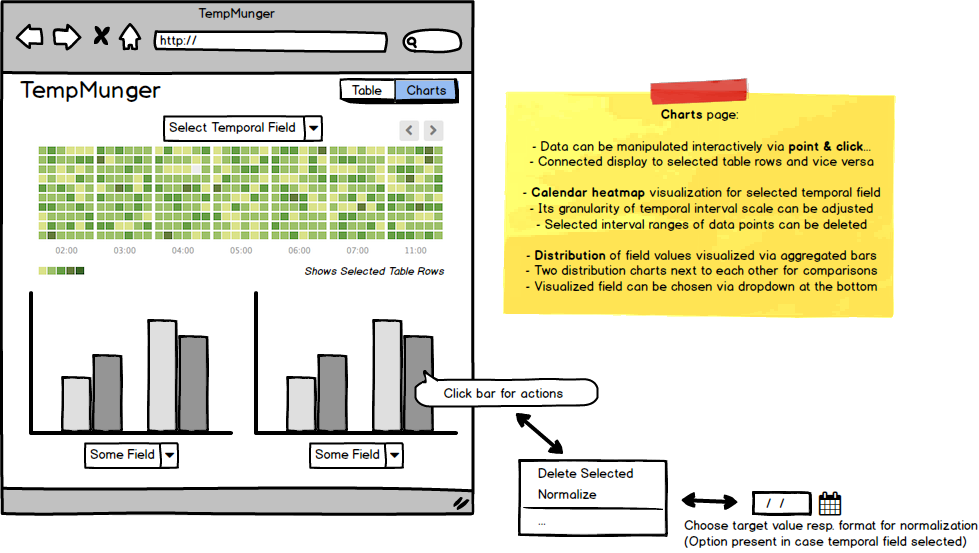 TempMunger
http://
TempMunger
Table
Charts
Select Temporal Field
02:00
03:00
04:00
05:00
06:00
07:00
11:00
Shows Selected Table Rows
Some Field
Some Field
Click bar for actions
Charts page:
- Data can be manipulated interactively via point & click...
- Connected display to selected table rows and vice versa
- Calendar heatmap visualization for selected temporal field
- Its granularity of temporal interval scale can be adjusted
- Selected interval ranges of data points can be deleted
- Distribution of field values visualized via aggregated bars
- Two distribution charts next to each other for comparisons
- Visualized field can be chosen via dropdown at the bottom
Delete Selected
Normalize
...
/ /
Choose target value resp. format for normalization
(Option present in case temporal field selected)